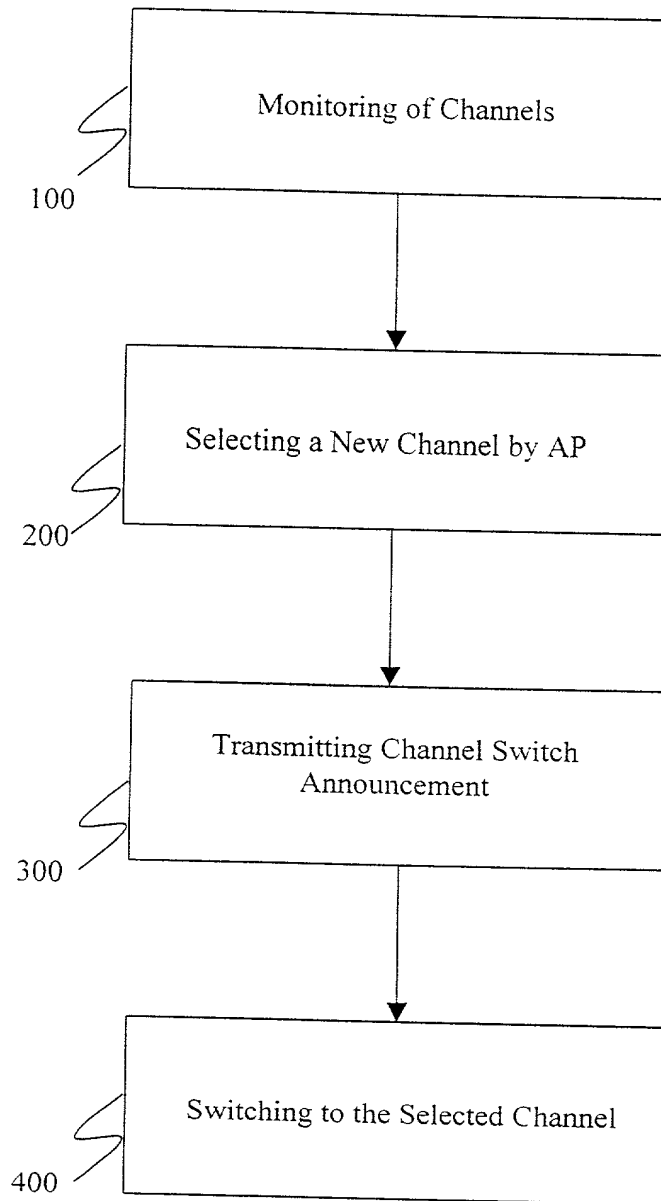 Monitoring of Channels
100
Selecting a New Channel by AP
200
Transmitting Channel Switch
Announcement
300
Switching to the Selected Channel
400